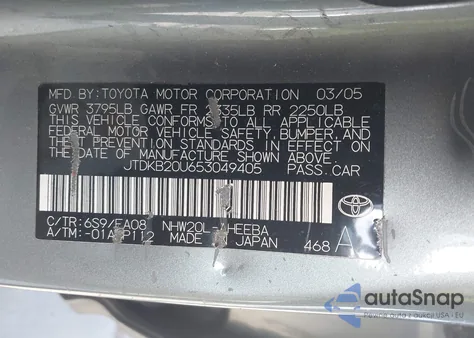 MFD. BY: TOYOTA MOTOR CORPORATION 03/05
GVWR 3795LB GAWR FR 2335LB RR 2250LB
THIS VEHICLE CONFORMS TO ALL APPLICABLE
FEDERAL MOTOR VEHICLE SAFETY, BUMPER, AND
THEFT PREVENTION STANDARDS IN EFFECT ON
THE DATE OF MANUFACTURE SHOWN ABOVE.
JTDKB20U653049405 PASS. CAR
C/TR: 6S9/FA08 NHW20L-AHEEBA
A/TM: -01A/P112 MADE IN JAPAN 468 A
TOYOTA
autoSnap